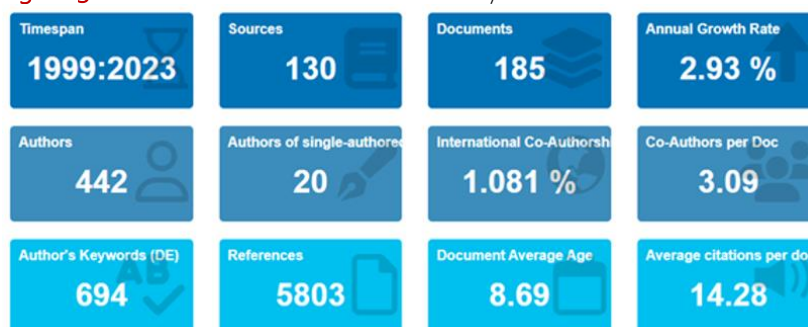 Timespan
1999:2023
Sources
130
Documents
185
Annual Growth Rate
2.93 %
Authors
442
Authors of single-authored
20
International Co-Authorsh
1.081 %
Co-Authors per Doc
3.09
Author's Keywords (DE)
694
References
5803
Document Average Age
8.69
Average citations per do
14.28